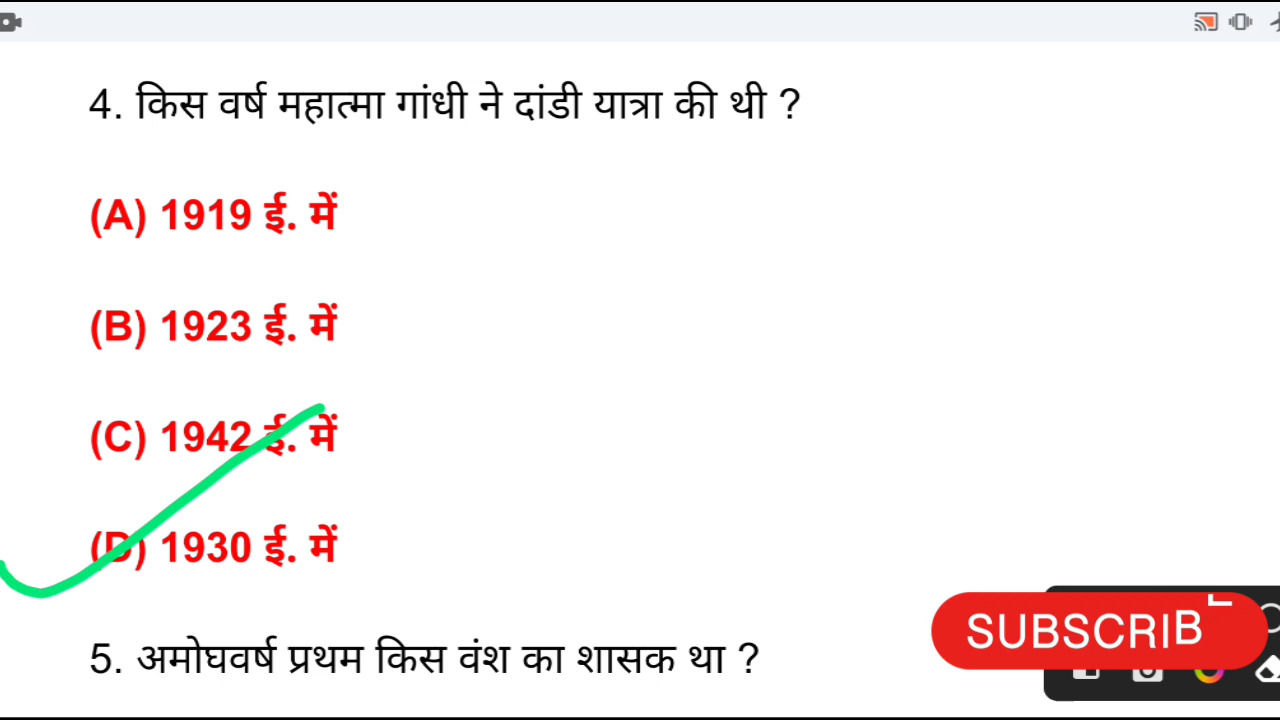 4. किस वर्ष महात्मा गांधी ने दांडी यात्रा की थी ?
(A) 1919 ई. में
(B) 1923 ई. में
(C) 1942 ई. में
(D) 1930 ई. में
5. अमोघवर्ष प्रथम किस वंश का शासक था ?
SUBSCRIB